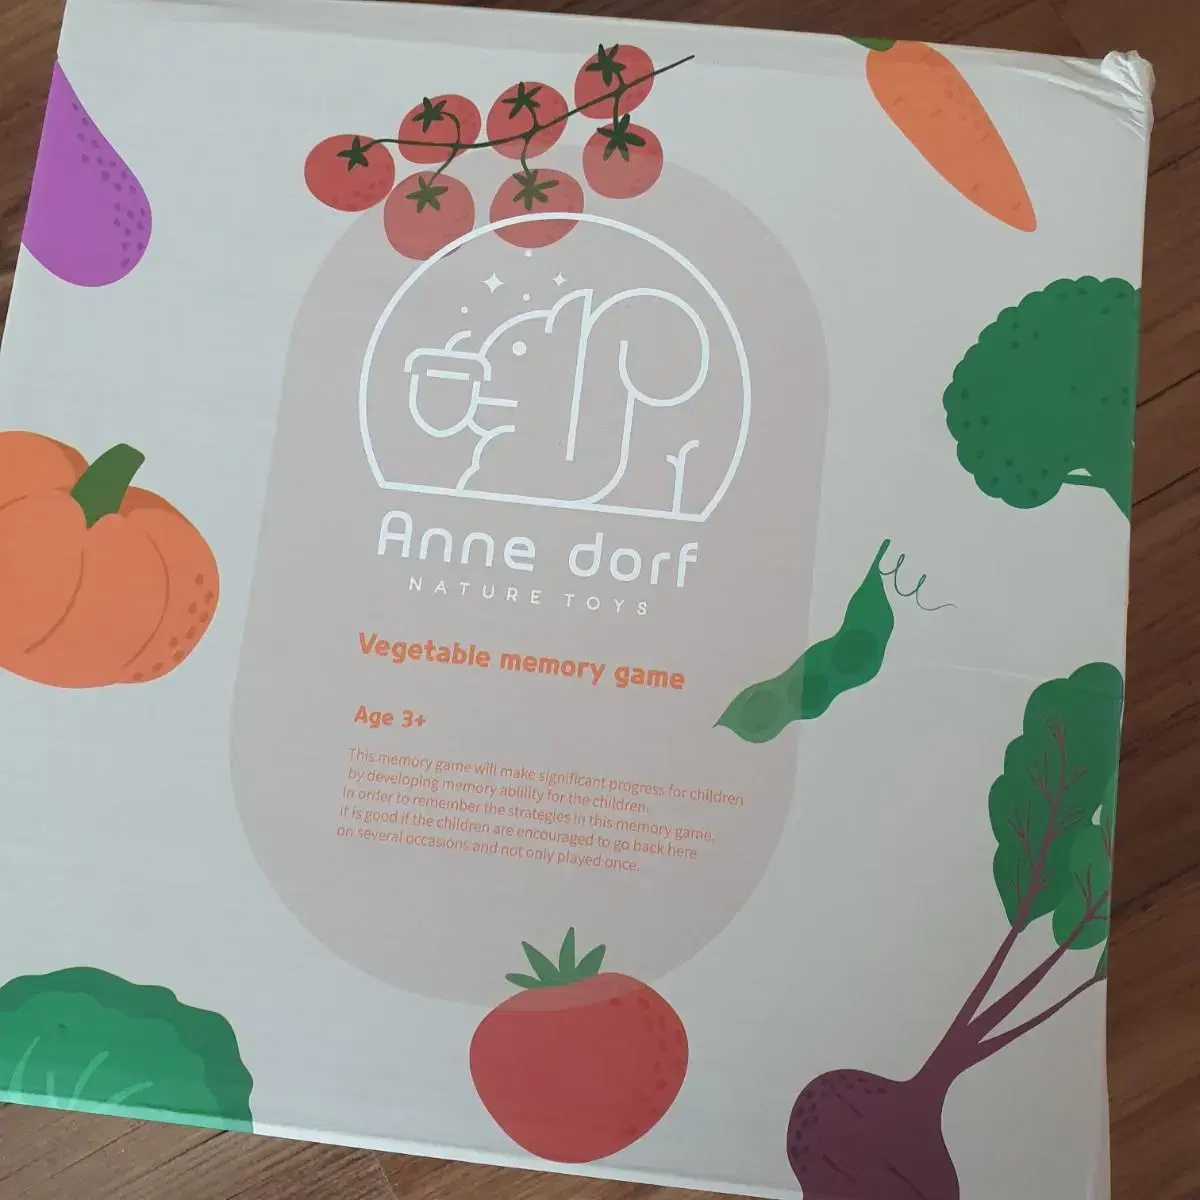 Anne dorf
NATURE TOYS
Vegetable memory game
Age 3+
This memory game will make significant progress for children
by developing memory ablility for the children.
In order to remember the strategies in this memory game.
it is good if the children are encouraged to go back here
on several occasions and not only played once.